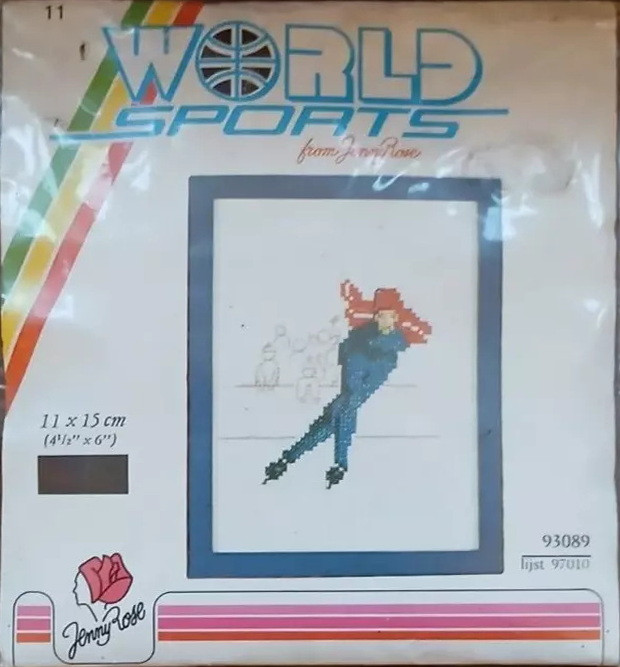 11
WORLD
SPORTS
from Jenny Rose
11 x 15 cm
(4½" x 6")
93089
lijst 97010
Jenny Rose